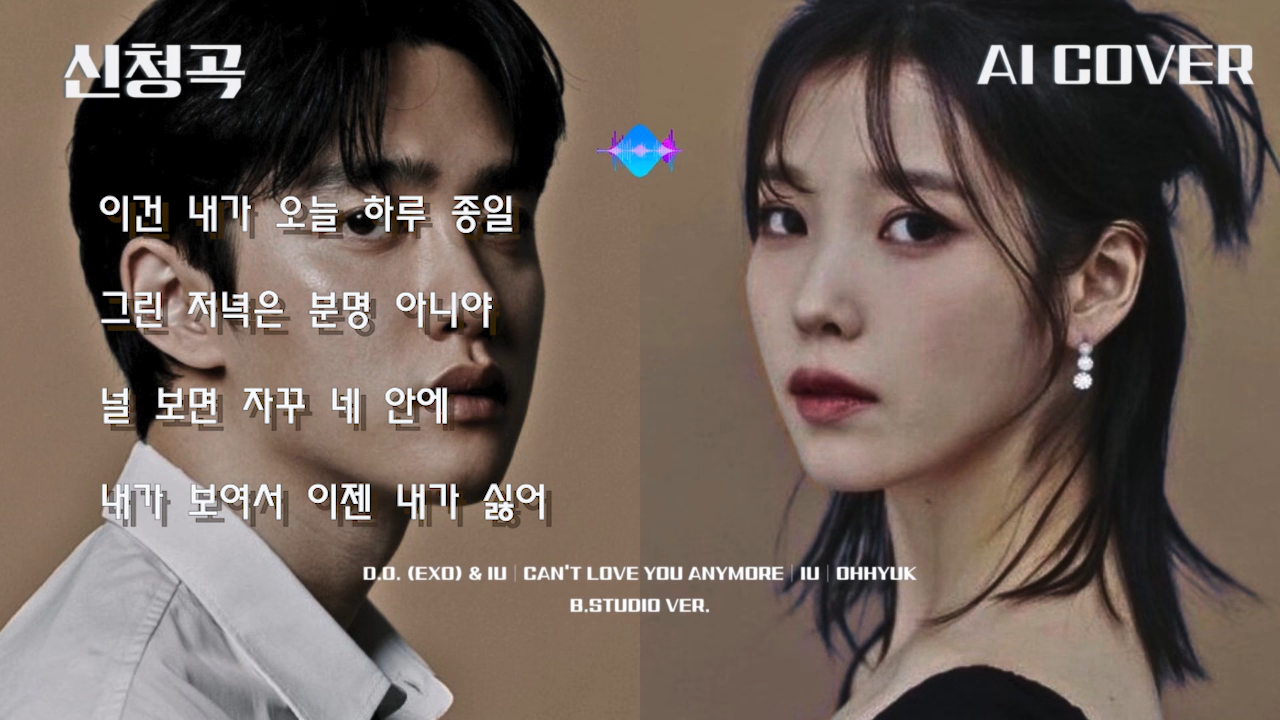 신청곡
AI COVER
이건 내가 오늘 하루 종일
그린 저녁은 분명 아니야
널 보면 자꾸 네 안에
내가 보여서 이젠 내가 싫어
D.O. (EXO) & IU | CAN'T LOVE YOU ANYMORE | IU | OHHYUK
B.STUDIO VER.